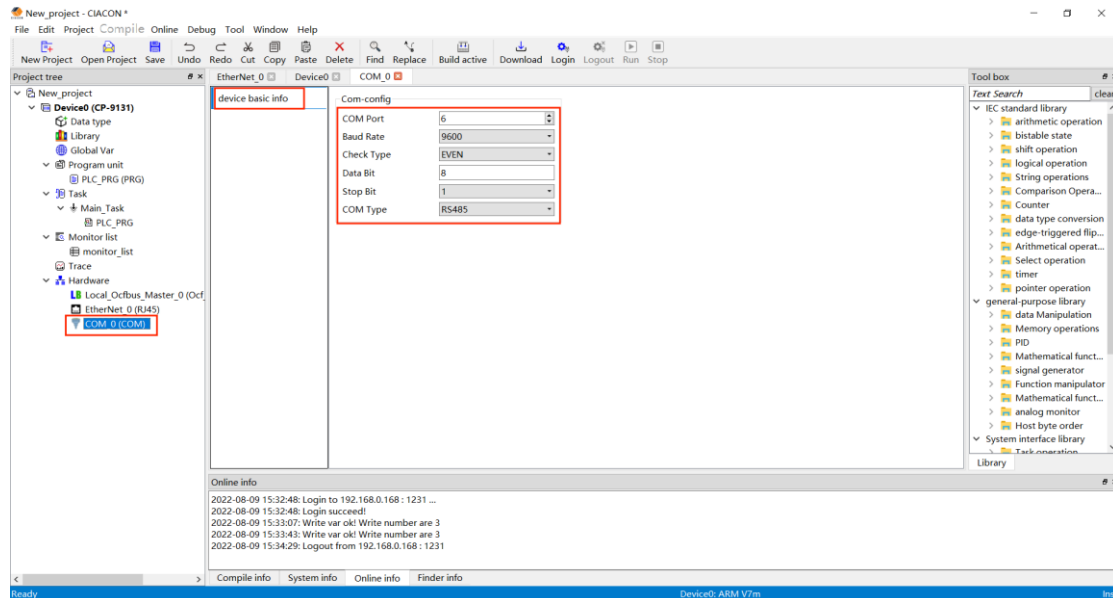 New_project - CIACON *
File Edit Project Compile Online Debug Tool Window Help
New Project Open Project Save Undo Redo Cut Copy Paste Delete Find Replace Build active Download Login Logout Run Stop
Project tree
New_project
Device0 (CP-9131)
Data type
Library
Global Var
Program unit
PLC_PRG (PRG)
Task
Main_Task
PLC_PRG
Monitor list
monitor_list
Trace
Hardware
Local_Ocfbus_Master_0 (Ocf
EtherNet_0 (RJ45)
COM_0 (COM)
EtherNet_0 Device0 COM_0
device basic info
Com-config
COM Port 6
Baud Rate 9600
Check Type EVEN
Data Bit 8
Stop Bit 1
COM Type RS485
Tool box
Text Search clea
IEC standard library
arithmetic operation
bistable state
shift operation
logical operation
String operations
Comparison Opera...
Counter
data type conversion
edge-triggered flip...
Arithmetical operat...
Select operation
timer
pointer operation
general-purpose library
data Manipulation
Memory operations
PID
Mathematical funct...
signal generator
Function manipulator
Mathematical funct...
analog monitor
Host byte order
System interface library
Task operation
Library
Online info
2022-08-09 15:32:48: Login to 192.168.0.168 : 1231 ...
2022-08-09 15:32:48: Login succeed!
2022-08-09 15:33:07: Write var ok! Write number are 3
2022-08-09 15:33:43: Write var ok! Write number are 3
2022-08-09 15:34:29: Logout from 192.168.0.168 : 1231
Compile info System info Online info Finder info
Ready Device0: ARM V7m Ins